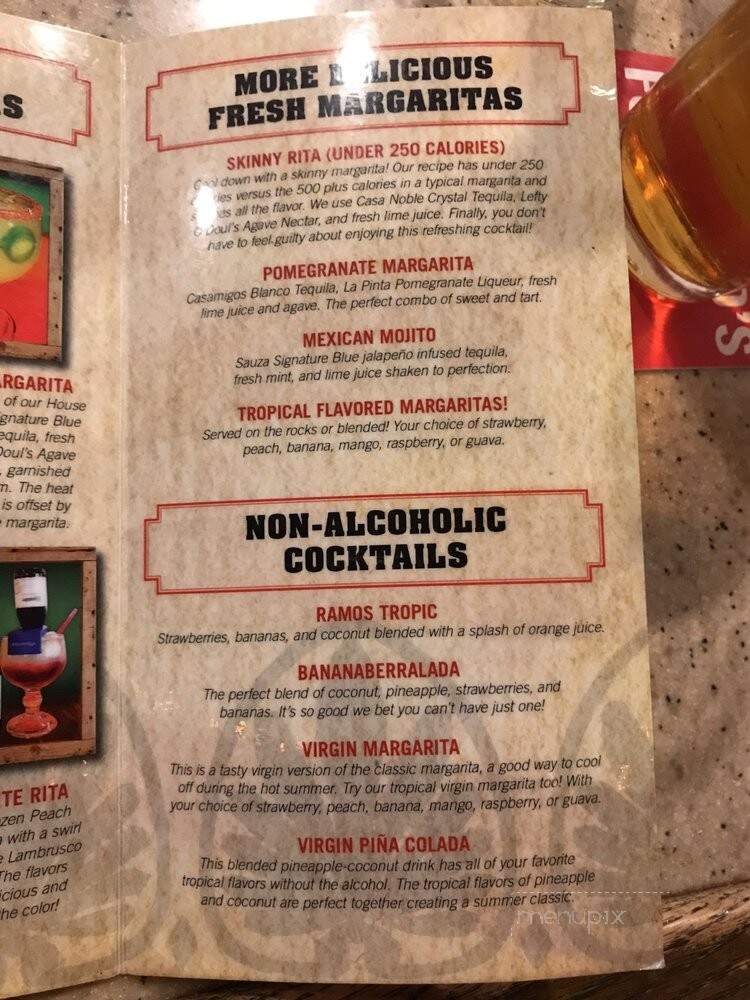 S
RGARITA
of our House
gnature Blue
equila, fresh
Doul's Agave
, garnished
m. The heat
is offset by
margarita.
TE RITA
zen Peach
with a swirl
Lambrusco
The flavors
icious and
he color!
MORE D LICIOUS
FRESH MARGARITAS
SKINNY RITA (UNDER 250 CALORIES)
Cool down with a skinny margarita! Our recipe has under 250
calories versus the 500 plus calories in a typical margarita and
all the flavor. We use Casa Noble Crystal Tequila, Lefty
O'Doul's Agave Nectar, and fresh lime juice. Finally, you don't
have to feel guilty about enjoying this refreshing cocktail!
POMEGRANATE MARGARITA
Casamigos Blanco Tequila, La Pinta Pomegranate Liqueur, fresh
lime juice and agave. The perfect combo of sweet and tart.
MEXICAN MOJITO
Sauza Signature Blue jalapeño infused tequila,
fresh mint, and lime juice shaken to perfection.
TROPICAL FLAVORED MARGARITAS!
Served on the rocks or blended! Your choice of strawberry,
peach, banana, mango, raspberry, or guava.
NON-ALCOHOLIC
COCKTAILS
RAMOS TROPIC
Strawberries, bananas, and coconut blended with a splash of orange juice.
BANANABERRALADA
The perfect blend of coconut, pineapple, strawberries, and
bananas. It's so good we bet you can't have just one!
VIRGIN MARGARITA
This is a tasty virgin version of the classic margarita, a good way to cool
off during the hot summer. Try our tropical virgin margarita too! With
your choice of strawberry, peach, banana, mango, raspberry, or guava.
VIRGIN PIÑA COLADA
This blended pineapple-coconut drink has all of your favorite
tropical flavors without the alcohol. The tropical flavors of pineapple
and coconut are perfect together creating a summer classic.
menupix